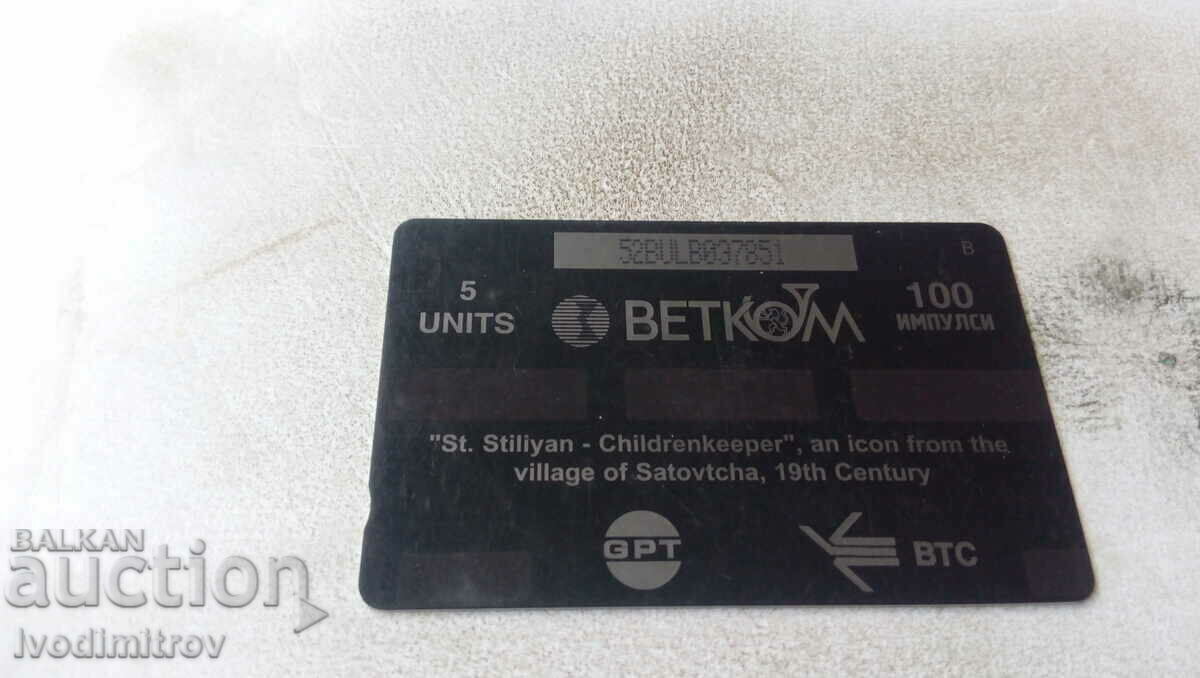 52BULB037851
B
5
UNITS
BETKOM
100
ИМПУЛСИ
"St. Stiliyan - Childrenkeeper", an icon from the
village of Satovtcha, 19th Century
GPT
BTC
BALKAN
auction
Ivodimitrov